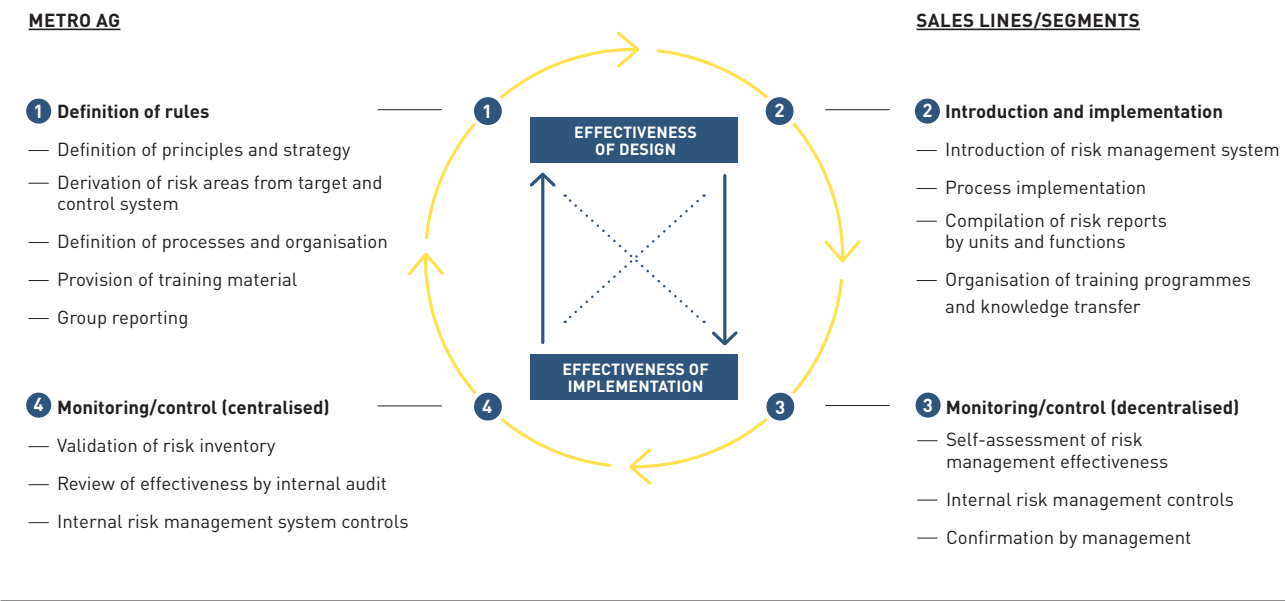 METRO AG
SALES LINES/SEGMENTS
1 Definition of rules
— Definition of principles and strategy
— Derivation of risk areas from target and
control system
— Definition of processes and organisation
— Provision of training material
— Group reporting
1
2
EFFECTIVENESS
OF DESIGN
EFFECTIVENESS OF
IMPLEMENTATION
4
3
2 Introduction and implementation
— Introduction of risk management system
— Process implementation
— Compilation of risk reports
by units and functions
— Organisation of training programmes
and knowledge transfer
4 Monitoring/control (centralised)
— Validation of risk inventory
— Review of effectiveness by internal audit
— Internal risk management system controls
3 Monitoring/control (decentralised)
— Self-assessment of risk
management effectiveness
— Internal risk management controls
— Confirmation by management